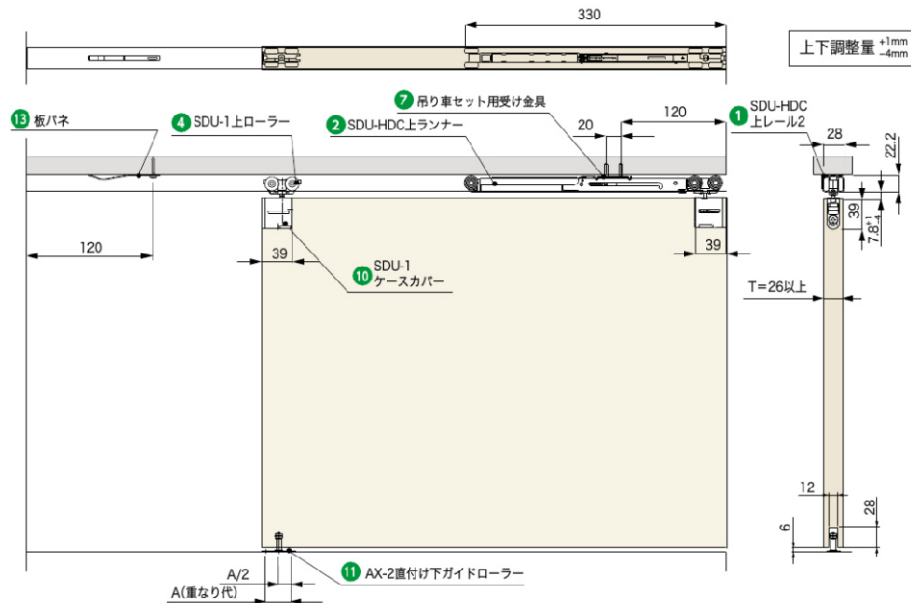 330
上下調整量 +1mm -4mm
⑬ 板バネ
④ SDU-1上ローラー
⑦ 吊り車セット用受け金具
② SDU-HDC上ランナー
20
120
① SDU-HDC
上レール2
28
22.2
39
7.8 +1 -4
120
39
⑩ SDU-1
ケースカバー
39
T=26以上
12
28
6
A/2
A(重なり代)
⑪ AX-2直付け下ガイドローラー